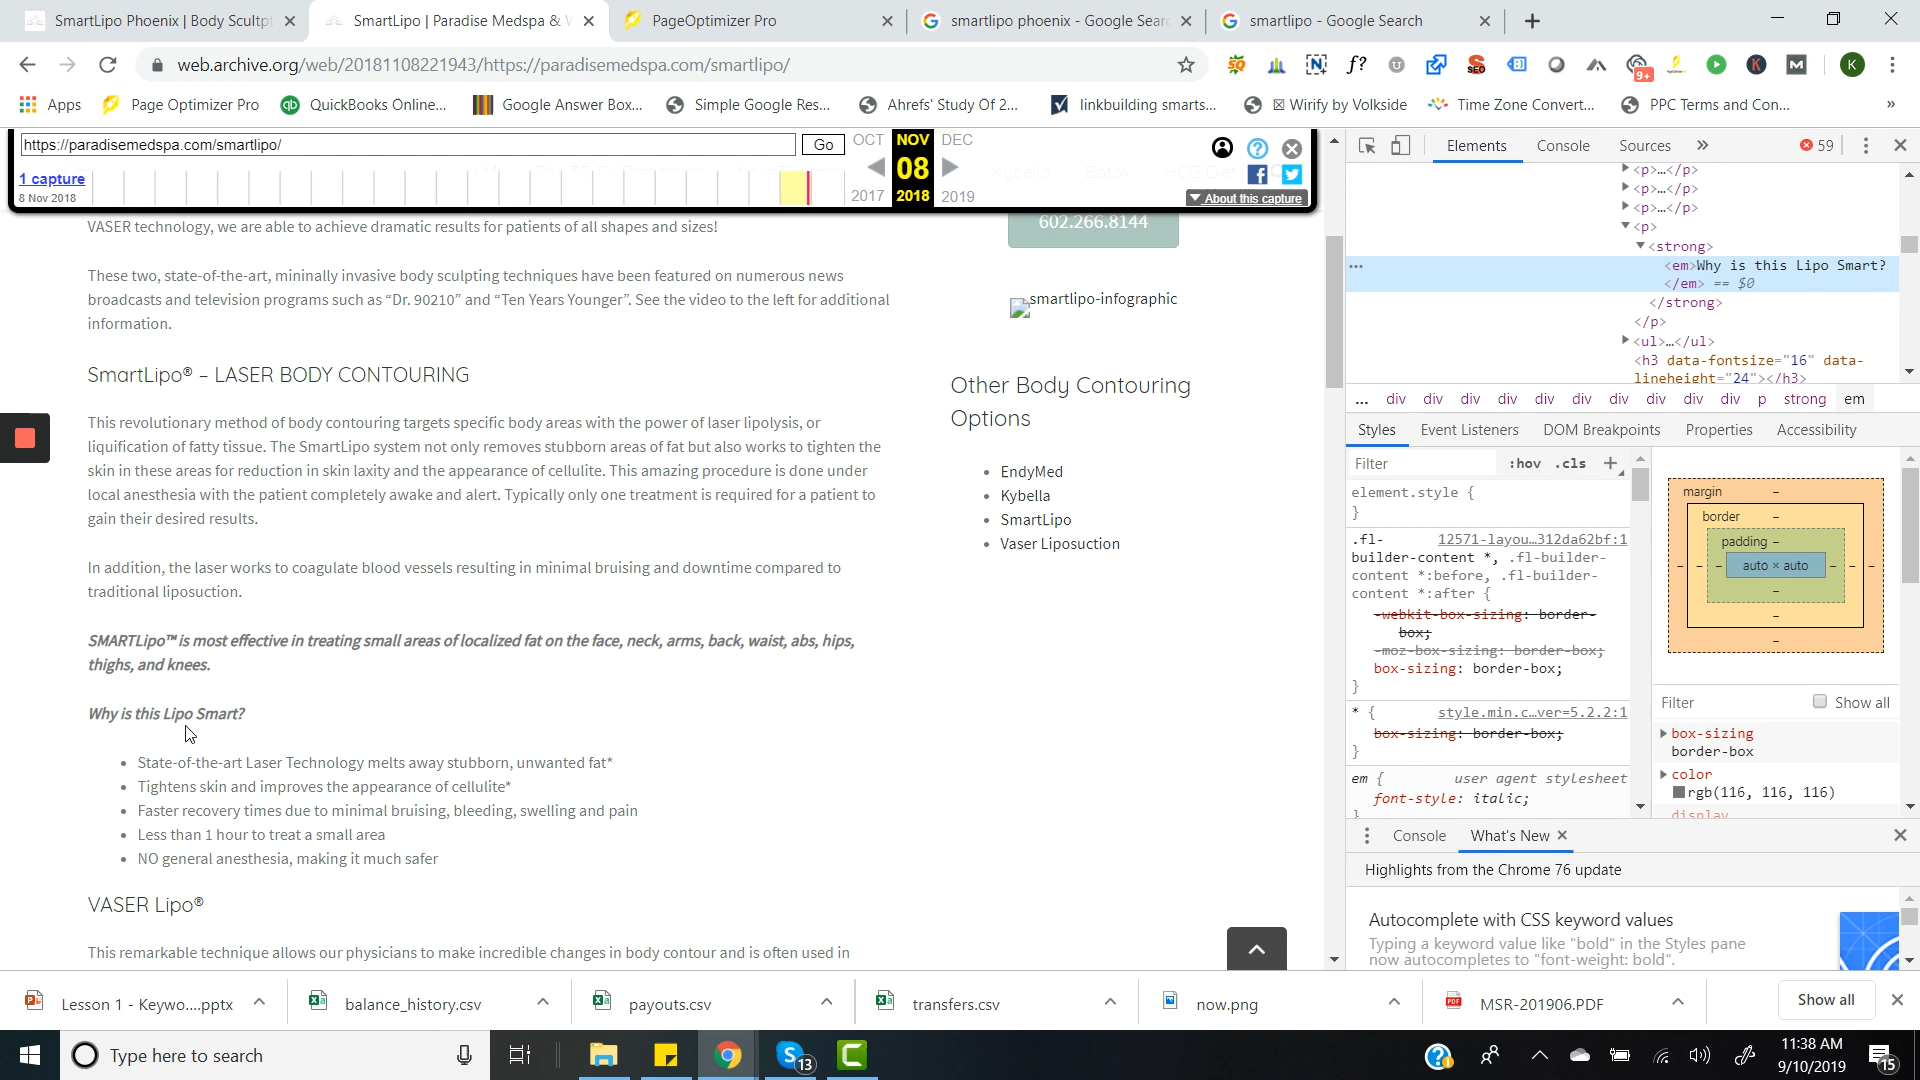 SmartLipo Phoenix | Body Sculpt
SmartLipo | Paradise Medspa & W
PageOptimizer Pro
smartlipo phoenix - Google Sear
smartlipo - Google Search
web.archive.org/web/20181108221943/https://paradisemedspa.com/smartlipo/
9+
K
Apps
Page Optimizer Pro
QuickBooks Online...
Google Answer Box...
Simple Google Res...
Ahrefs' Study Of 2...
linkbuilding smarts...
Wirify by Volkside
Time Zone Convert...
PPC Terms and Con...
»
https://paradisemedspa.com/smartlipo/
Go
OCT NOV DEC
08
2017 2018 2019
1 capture
8 Nov 2018
About this capture
602.266.8144
VASER technology, we are able to achieve dramatic results for patients of all shapes and sizes!
These two, state-of-the-art, mininally invasive body sculpting techniques have been featured on numerous news
broadcasts and television programs such as “Dr. 90210” and “Ten Years Younger”. See the video to the left for additional
information.
SmartLipo® – LASER BODY CONTOURING
This revolutionary method of body contouring targets specific body areas with the power of laser lipolysis, or
liquification of fatty tissue. The SmartLipo system not only removes stubborn areas of fat but also works to tighten the
skin in these areas for reduction in skin laxity and the appearance of cellulite. This amazing procedure is done under
local anesthesia with the patient completely awake and alert. Typically only one treatment is required for a patient to
gain their desired results.
In addition, the laser works to coagulate blood vessels resulting in minimal bruising and downtime compared to
traditional liposuction.
SMARTLipo™ is most effective in treating small areas of localized fat on the face, neck, arms, back, waist, abs, hips,
thighs, and knees.
Why is this Lipo Smart?
State-of-the-art Laser Technology melts away stubborn, unwanted fat*
Tightens skin and improves the appearance of cellulite*
Faster recovery times due to minimal bruising, bleeding, swelling and pain
Less than 1 hour to treat a small area
NO general anesthesia, making it much safer
VASER Lipo®
This remarkable technique allows our physicians to make incredible changes in body contour and is often used in
smartlipo-infographic
Other Body Contouring
Options
EndyMed
Kybella
SmartLipo
Vaser Liposuction
Elements Console Sources » 59
<p>…</p>
<p>…</p>
<p>…</p>
<p>
<strong>
<em>Why is this Lipo Smart?
</em> == $0
</strong>
</p>
<ul>…</ul>
<h3 data-fontsize="16" data-
lineheight="24"></h3>
... div div div div div div div div div div p strong em
Styles Event Listeners DOM Breakpoints Properties Accessibility
Filter :hov .cls +
element.style {
}
.fl- 12571-layou…312da62bf:1
builder-content *, .fl-builder-
content *:before, .fl-builder-
content *:after {
-webkit-box-sizing: border-
box;
-moz-box-sizing: border-box;
box-sizing: border-box;
}
* { style.min.c…ver=5.2.2:1
box-sizing: border-box;
}
em { user agent stylesheet
font-style: italic;
}
margin –
border –
padding –
auto × auto
Filter Show all
box-sizing
border-box
color
rgb(116, 116, 116)
display
Console What's New
Highlights from the Chrome 76 update
Autocomplete with CSS keyword values
Typing a keyword value like "bold" in the Styles pane
now autocompletes to "font-weight: bold".
Lesson 1 - Keywo....pptx
balance_history.csv
payouts.csv
transfers.csv
now.png
MSR-201906.PDF
Show all
Type here to search
13
11:38 AM
9/10/2019
15